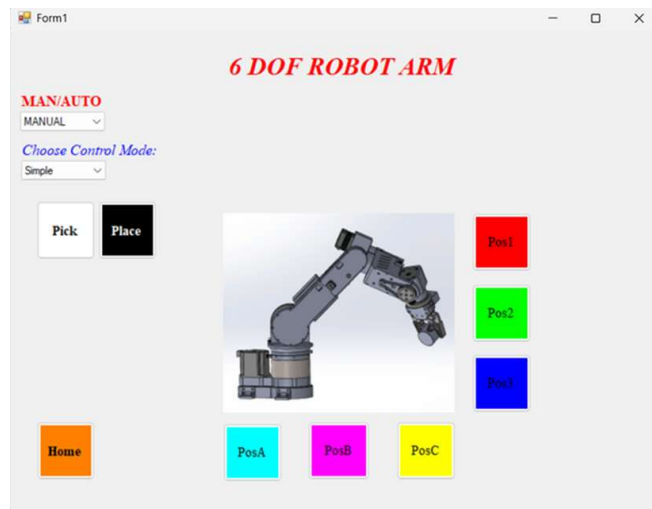 Form1
6 DOF ROBOT ARM
MAN/AUTO
MANUAL
Choose Control Mode:
Simple
Pick
Place
Pos1
Pos2
Pos3
Home
PosA
PosB
PosC